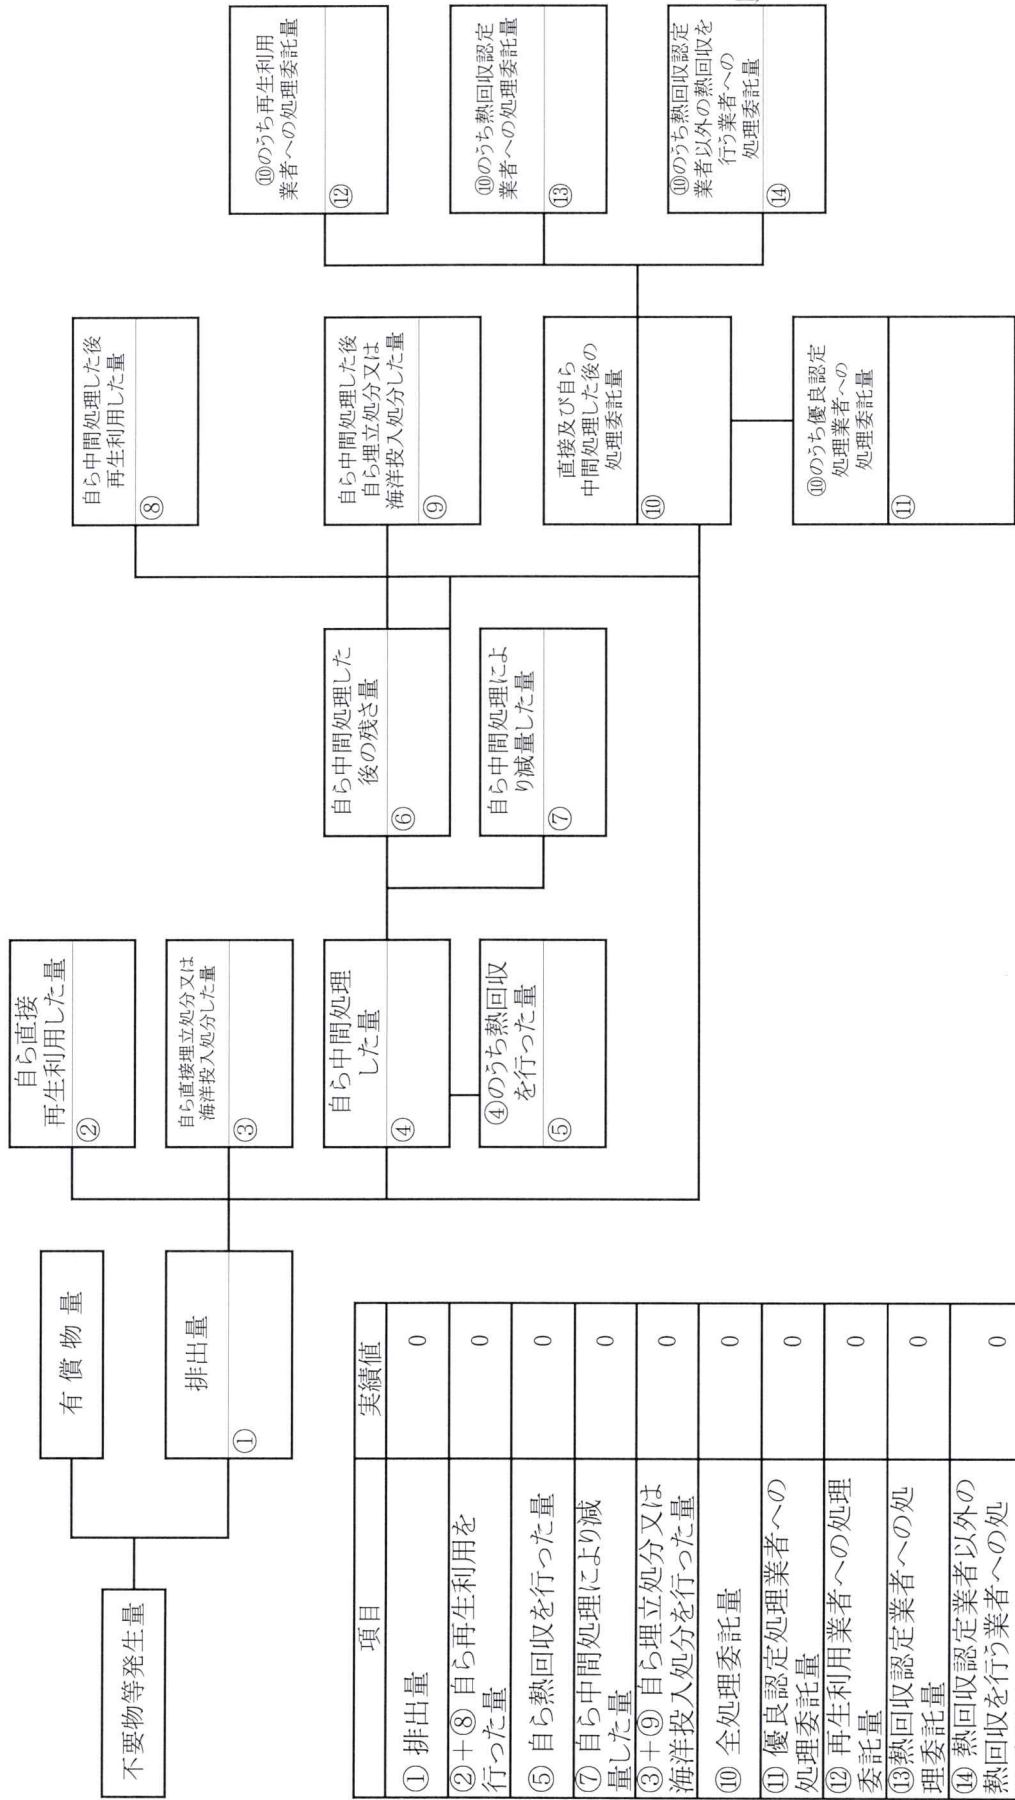 不要物等発生量
有償物量
排出量
①
自ら直接
再生利用した量
②
自ら直接埋立処分又は
海洋投入処分した量
③
自ら中間処理
した量
④
④のうち熱回収
を行った量
⑤
自ら中間処理した
後の残さ量
⑥
自ら中間処理によ
り減量した量
⑦
自ら中間処理した後
再生利用した量
⑧
自ら中間処理した後
自ら埋立処分又は
海洋投入処分した量
⑨
直接及び自ら
中間処理した後の
処理委託量
⑩
⑩のうち優良認定
処理業者への
処理委託量
⑪
⑩のうち再生利用
業者への処理委託量
⑫
⑩のうち熱回収認定
業者への処理委託量
⑬
⑩のうち熱回収認定
業者以外の熱回収を
行う業者への
処理委託量
⑭
項目 実績値
① 排出量 0
②+⑧ 自ら再生利用を
行った量 0
⑤ 自ら熱回収を行った量 0
⑦ 自ら中間処理により減
量した量 0
③+⑨ 自ら埋立処分又は
海洋投入処分を行った量 0
⑩ 全処理委託量 0
⑪ 優良認定処理業者への
処理委託量 0
⑫ 再生利用業者への処理
委託量 0
⑬熱回収認定業者への処
理委託量 0
⑭ 熱回収認定業者以外の
熱回収を行う業者への処 0